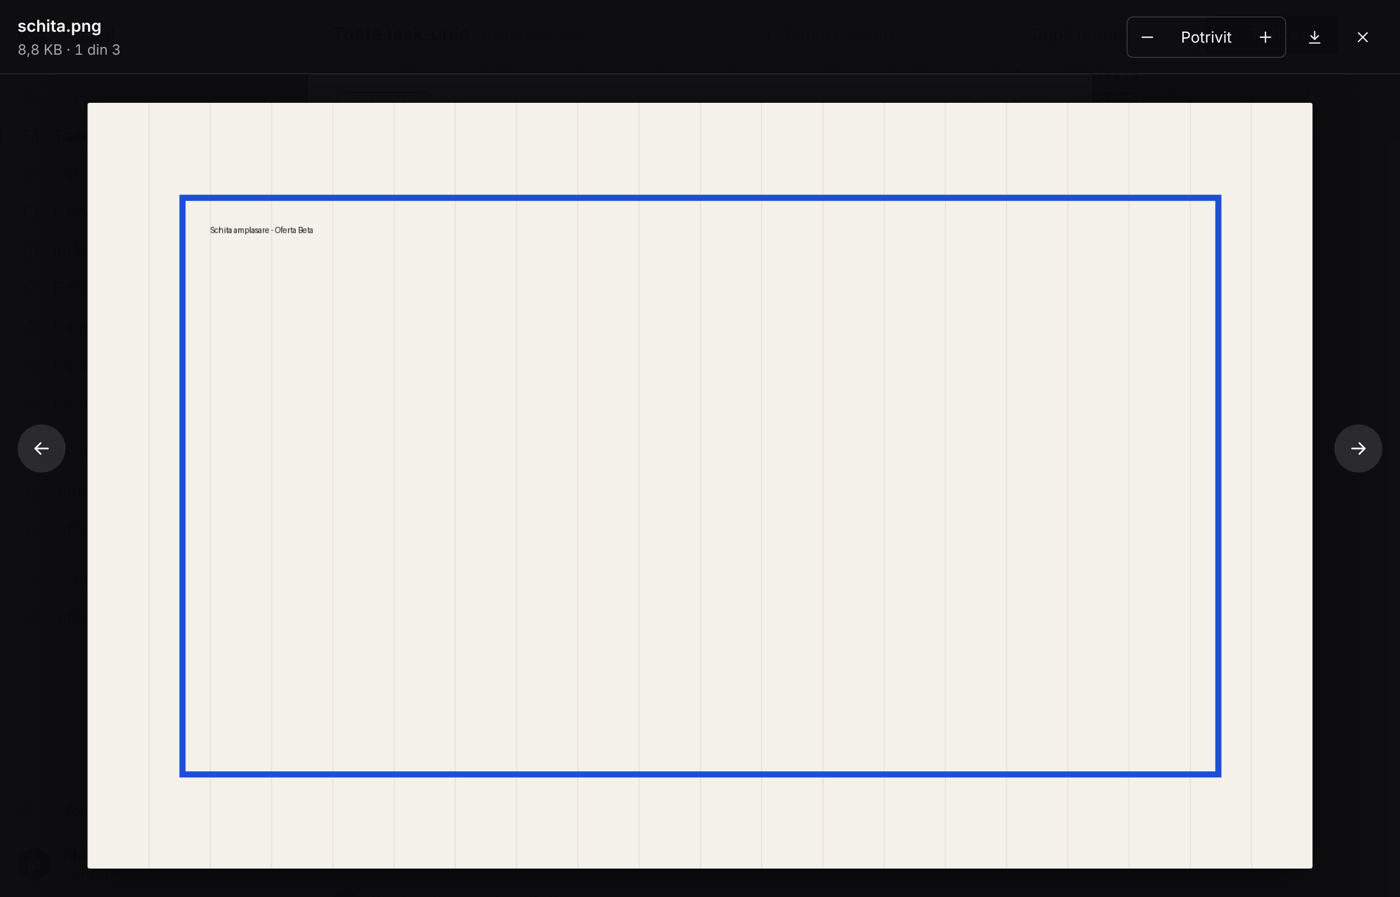 schita.png
8,8 KB · 1 din 3
Potrivit
Schita amplasare - Oferta Beta